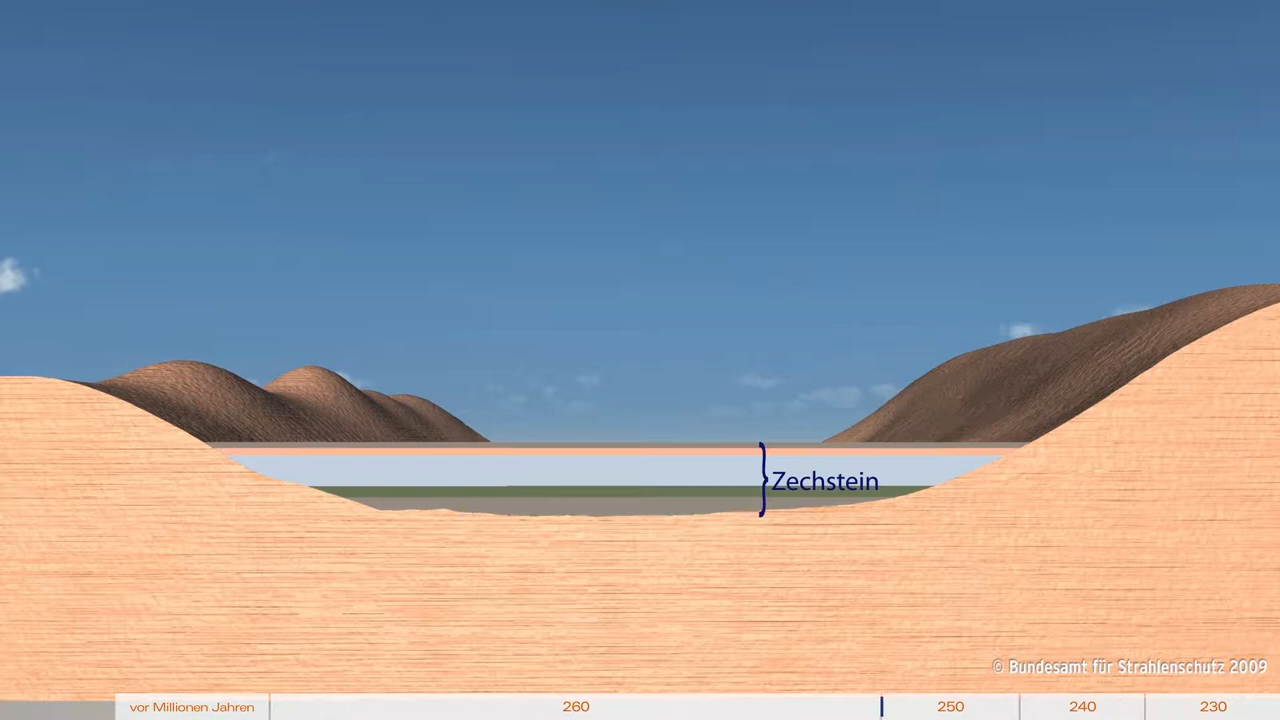 Zechstein
© Bundesamt für Strahlenschutz 2009
vor Millionen Jahren 260 250 240 230